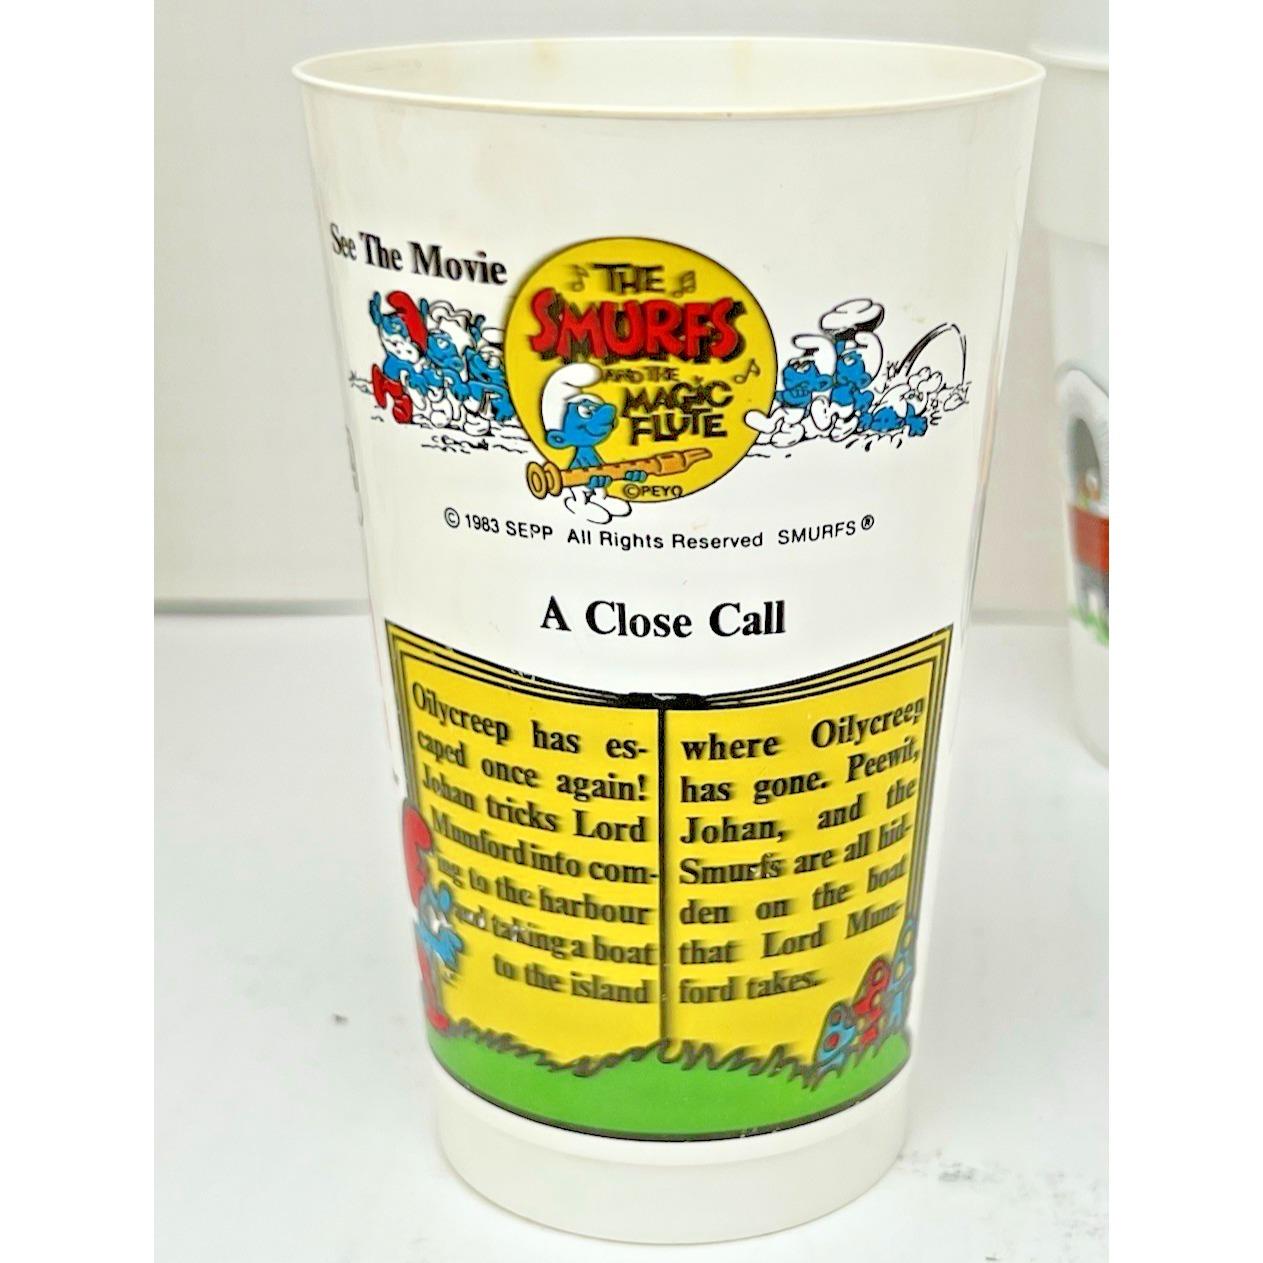 See The Movie
THE
SMURFS
AND THE
MAGIC
FLUTE
©PEYO
© 1983 SEPP All Rights Reserved SMURFS ®
A Close Call
Oilycreep has es-
caped once again!
Johan tricks Lord
Mumford into com-
ing to the harbour
and taking a boat
to the island
where Oilycreep
has gone. Peewit,
Johan, and the
Smurfs are all hid-
den on the boat
that Lord Mum-
ford takes.